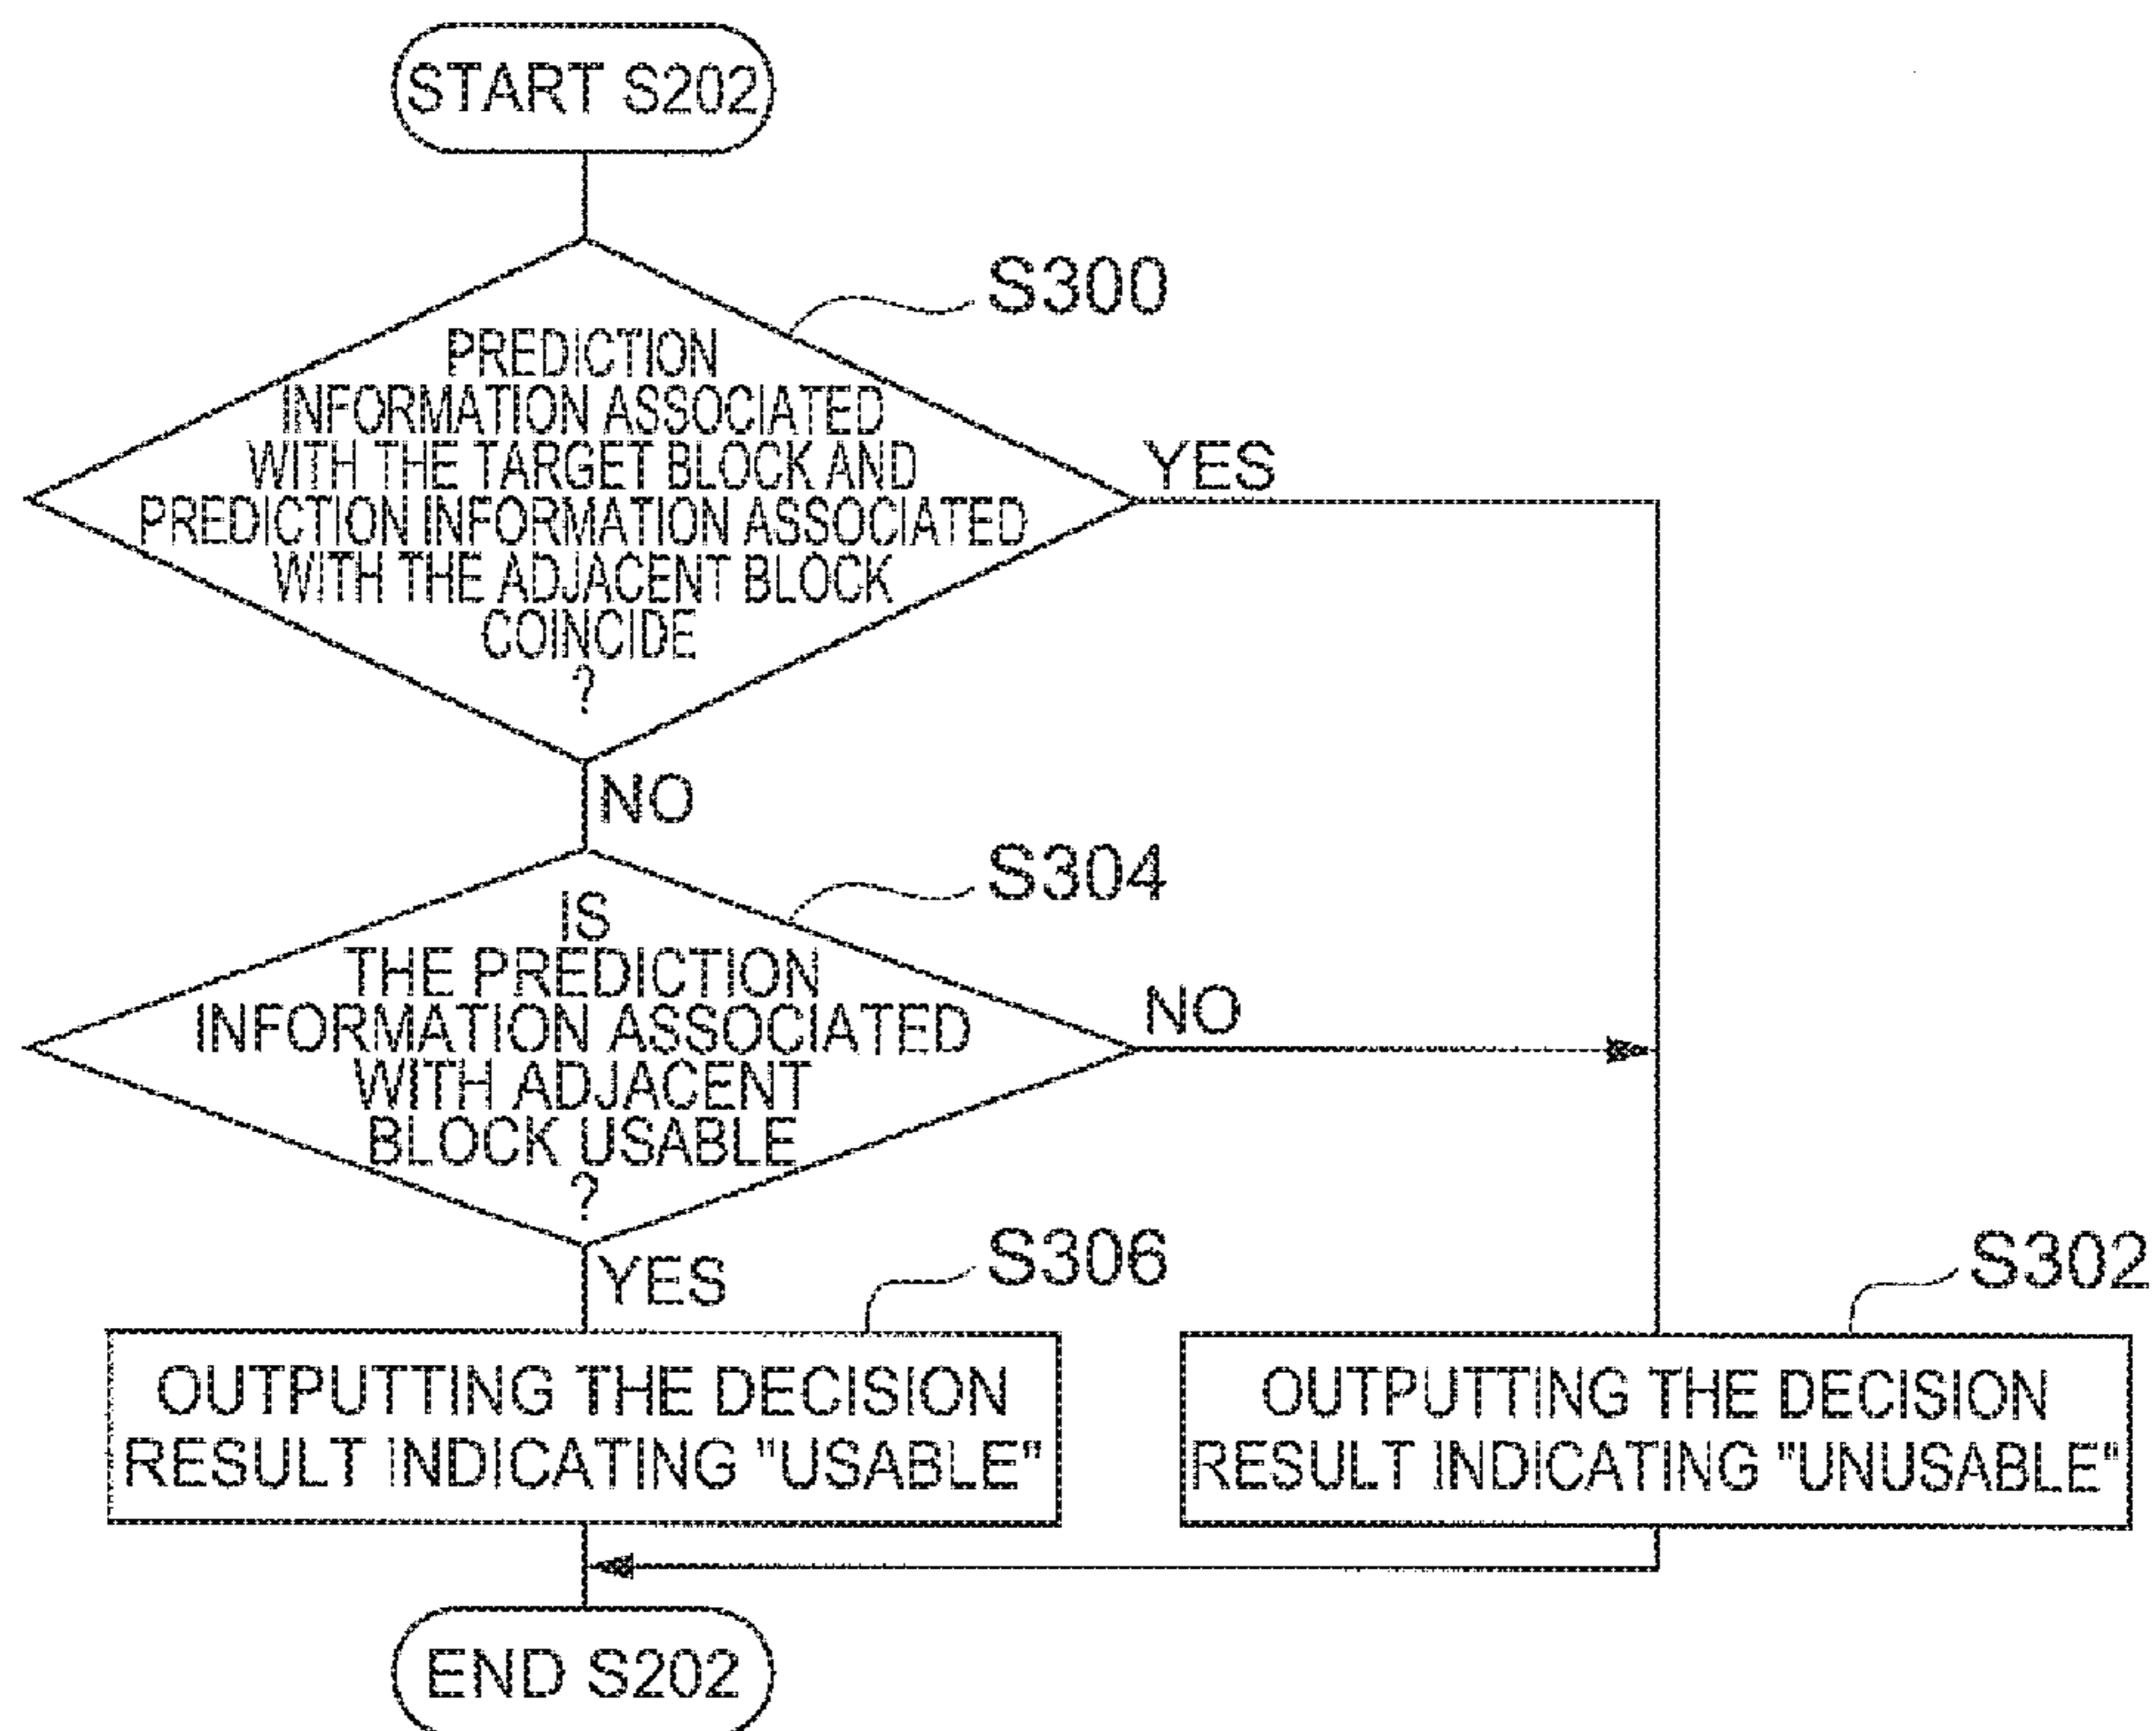 START S202
S300
PREDICTION
INFORMATION ASSOCIATED
WITH THE TARGET BLOCK AND
PREDICTION INFORMATION ASSOCIATED
WITH THE ADJACENT BLOCK
COINCIDE
?
YES
NO
S304
IS
THE PREDICTION
INFORMATION ASSOCIATED
WITH ADJACENT
BLOCK USABLE
?
NO
YES
S306
OUTPUTTING THE DECISION
RESULT INDICATING "USABLE"
S302
OUTPUTTING THE DECISION
RESULT INDICATING "UNUSABLE"
END S202